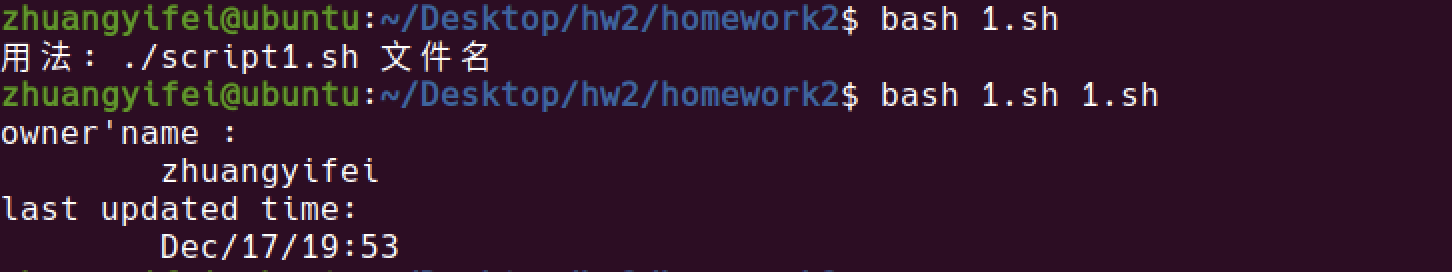 zhuangyifei@ubuntu:~/Desktop/hw2/homework2$ bash 1.sh
用法: ./script1.sh 文件名
zhuangyifei@ubuntu:~/Desktop/hw2/homework2$ bash 1.sh 1.sh
owner'name :
zhuangyifei
last updated time:
Dec/17/19:53